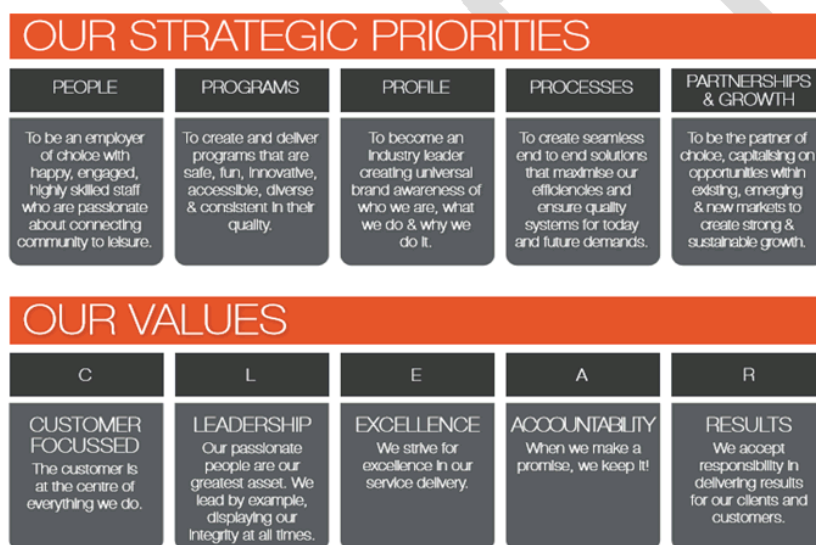 OUR STRATEGIC PRIORITIES
PEOPLE
To be an employer
of choice with
happy, engaged,
highly skilled staff
who are passionate
about connecting
community to leisure.
PROGRAMS
To create and deliver
programs that are
safe, fun, innovative,
accessible, diverse
& consistent in their
quality.
PROFILE
To become an
industry leader
creating universal
brand awareness of
who we are, what
we do & why we
do it.
PROCESSES
To create seamless
end to end solutions
that maximise our
efficiencies and
ensure quality
systems for today
and future demands.
PARTNERSHIPS
& GROWTH
To be the partner of
choice, capitalising on
opportunities within
existing, emerging
& new markets to
create strong &
sustainable growth.
OUR VALUES
C
CUSTOMER
FOCUSSED
The customer is
at the centre of
everything we do.
L
LEADERSHIP
Our passionate
people are our
greatest asset. We
lead by example,
displaying our
integrity at all times.
E
EXCELLENCE
We strive for
excellence in our
service delivery.
A
ACCOUNTABILITY
When we make a
promise, we keep it!
R
RESULTS
We accept
responsibility in
delivering results
for our clients and
customers.